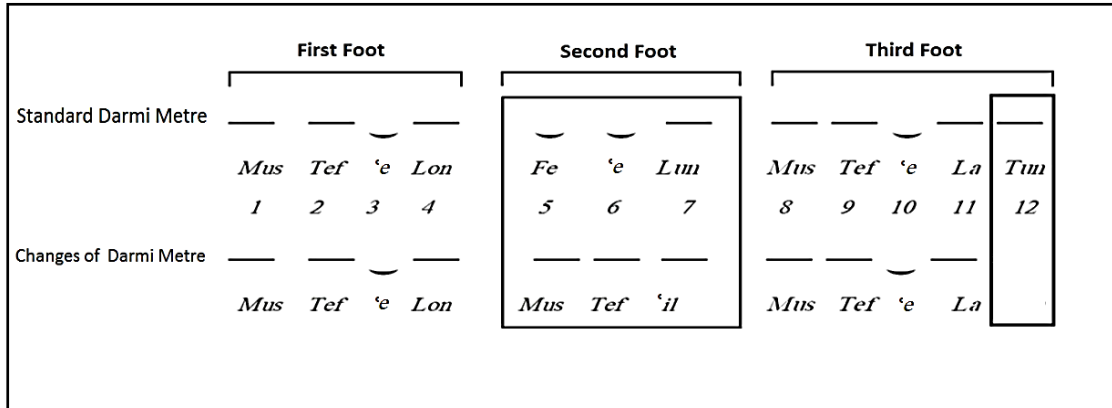 First Foot Second Foot Third Foot
Standard Darmi Metre
Mus Tef ‘e Lon Fe ‘e Lun Mus Tef ‘e La Tun
1 2 3 4 5 6 7 8 9 10 11 12
Changes of Darmi Metre
Mus Tef ‘e Lon Mus Tef ‘il Mus Tef ‘e La